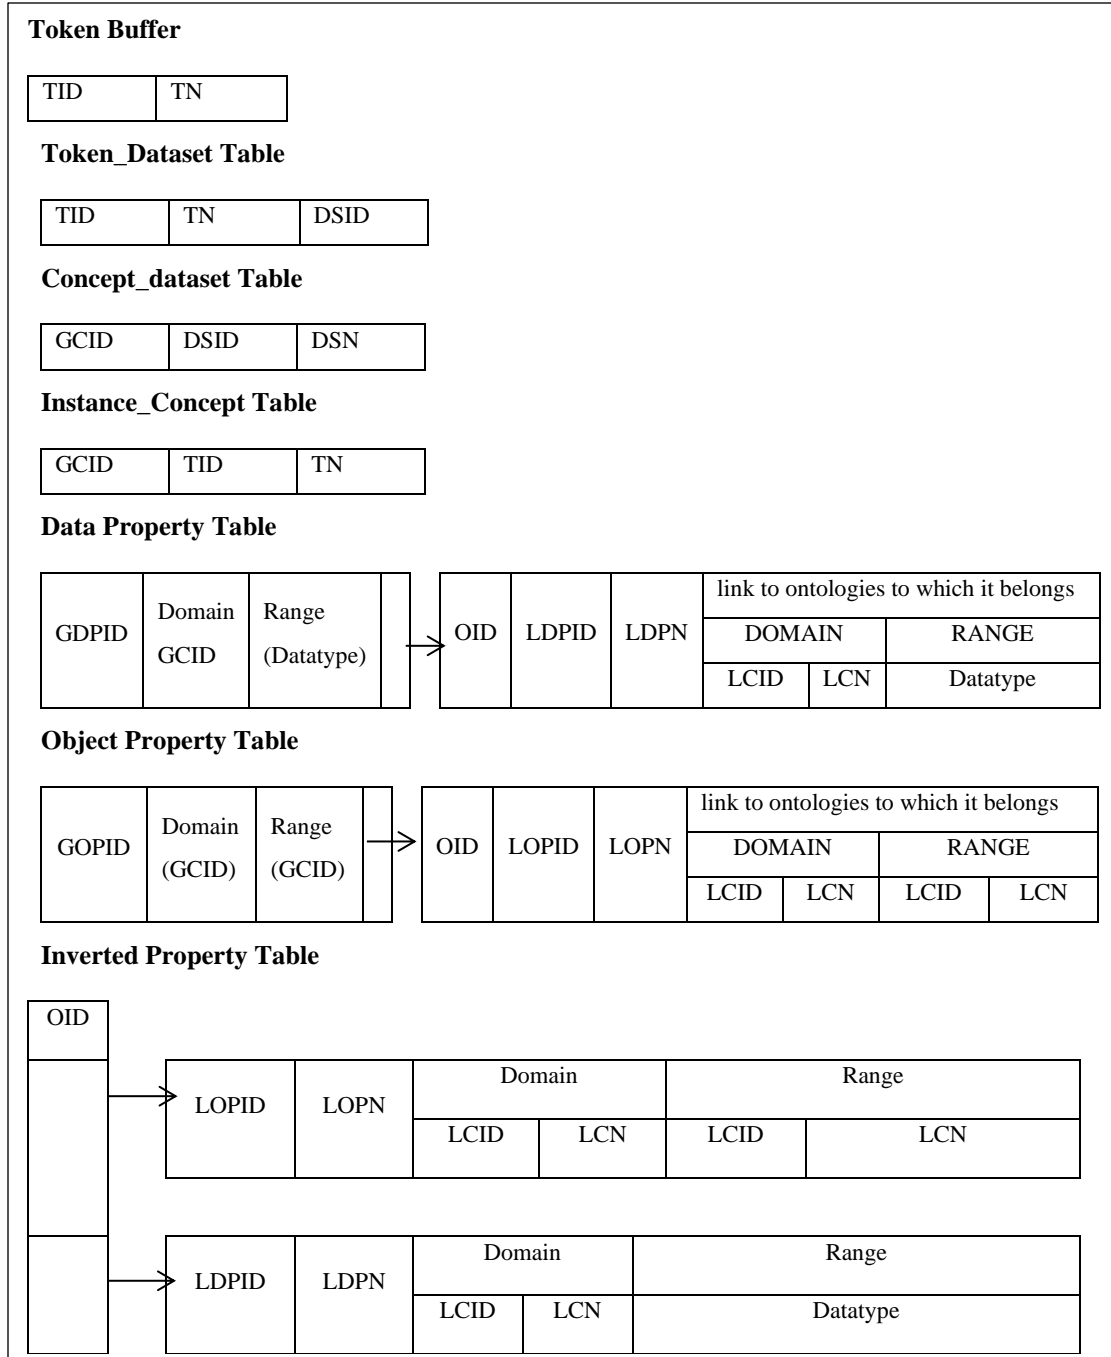 Token Buffer
TID TN
Token_Dataset Table
TID TN DSID
Concept_dataset Table
GCID DSID DSN
Instance_Concept Table
GCID TID TN
Data Property Table
link to ontologies to which it belongs
GDPID Domain GCID Range (Datatype) OID LDPID LDPN DOMAIN RANGE
LCID LCN Datatype
Object Property Table
link to ontologies to which it belongs
GOPID Domain (GCID) Range (GCID) OID LOPID LOPN DOMAIN RANGE
LCID LCN LCID LCN
Inverted Property Table
OID
Domain Range
LOPID LOPN
LCID LCN LCID LCN
Domain Range
LDPID LDPN
LCID LCN Datatype